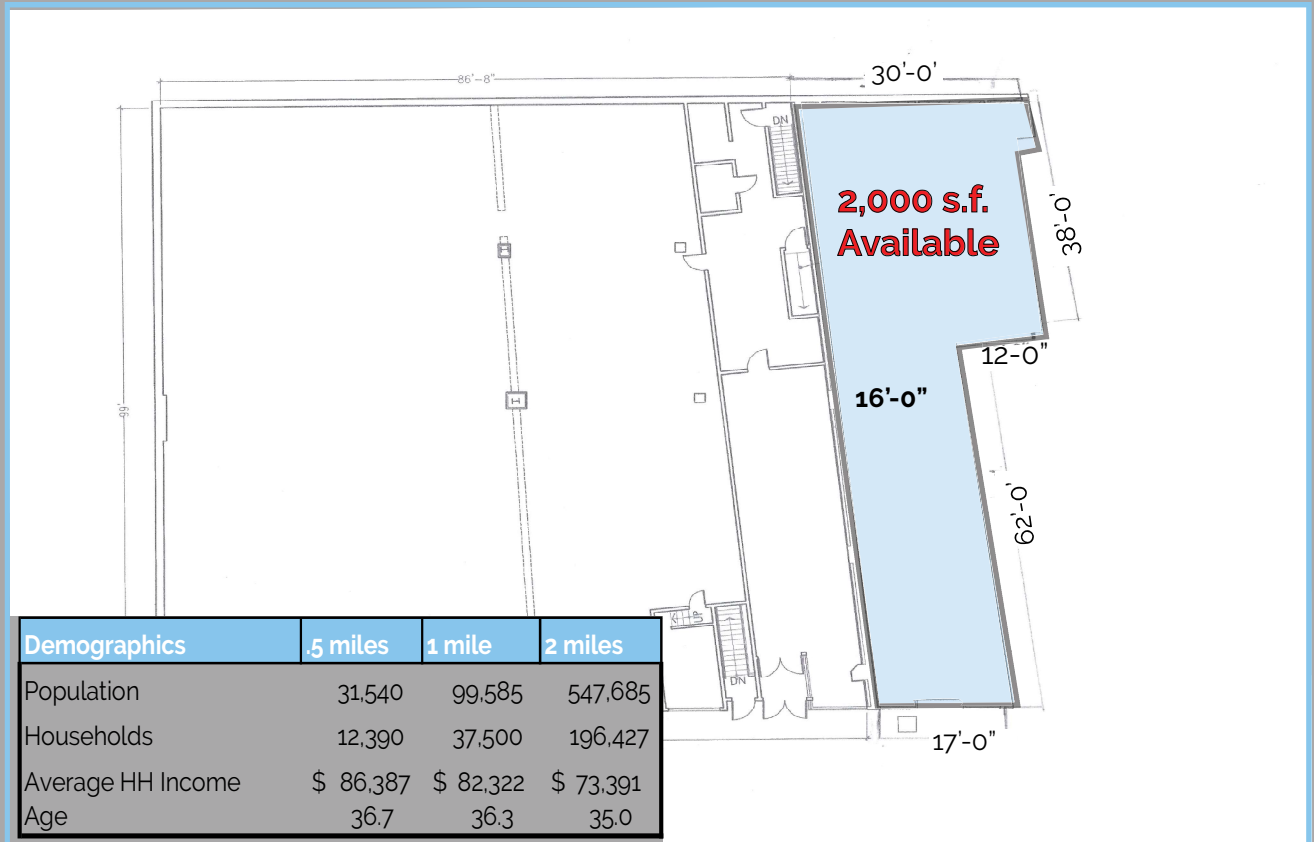 86'-8"
30'-0'
DN
2,000 s.f.
Available
38'-0'
12-0"
16'-0"
99'
62'-0'
UP
DN
17'-0"
Demographics .5 miles 1 mile 2 miles
Population 31,540 99,585 547,685
Households 12,390 37,500 196,427
Average HH Income $ 86,387 $ 82,322 $ 73,391
Age 36.7 36.3 35.0